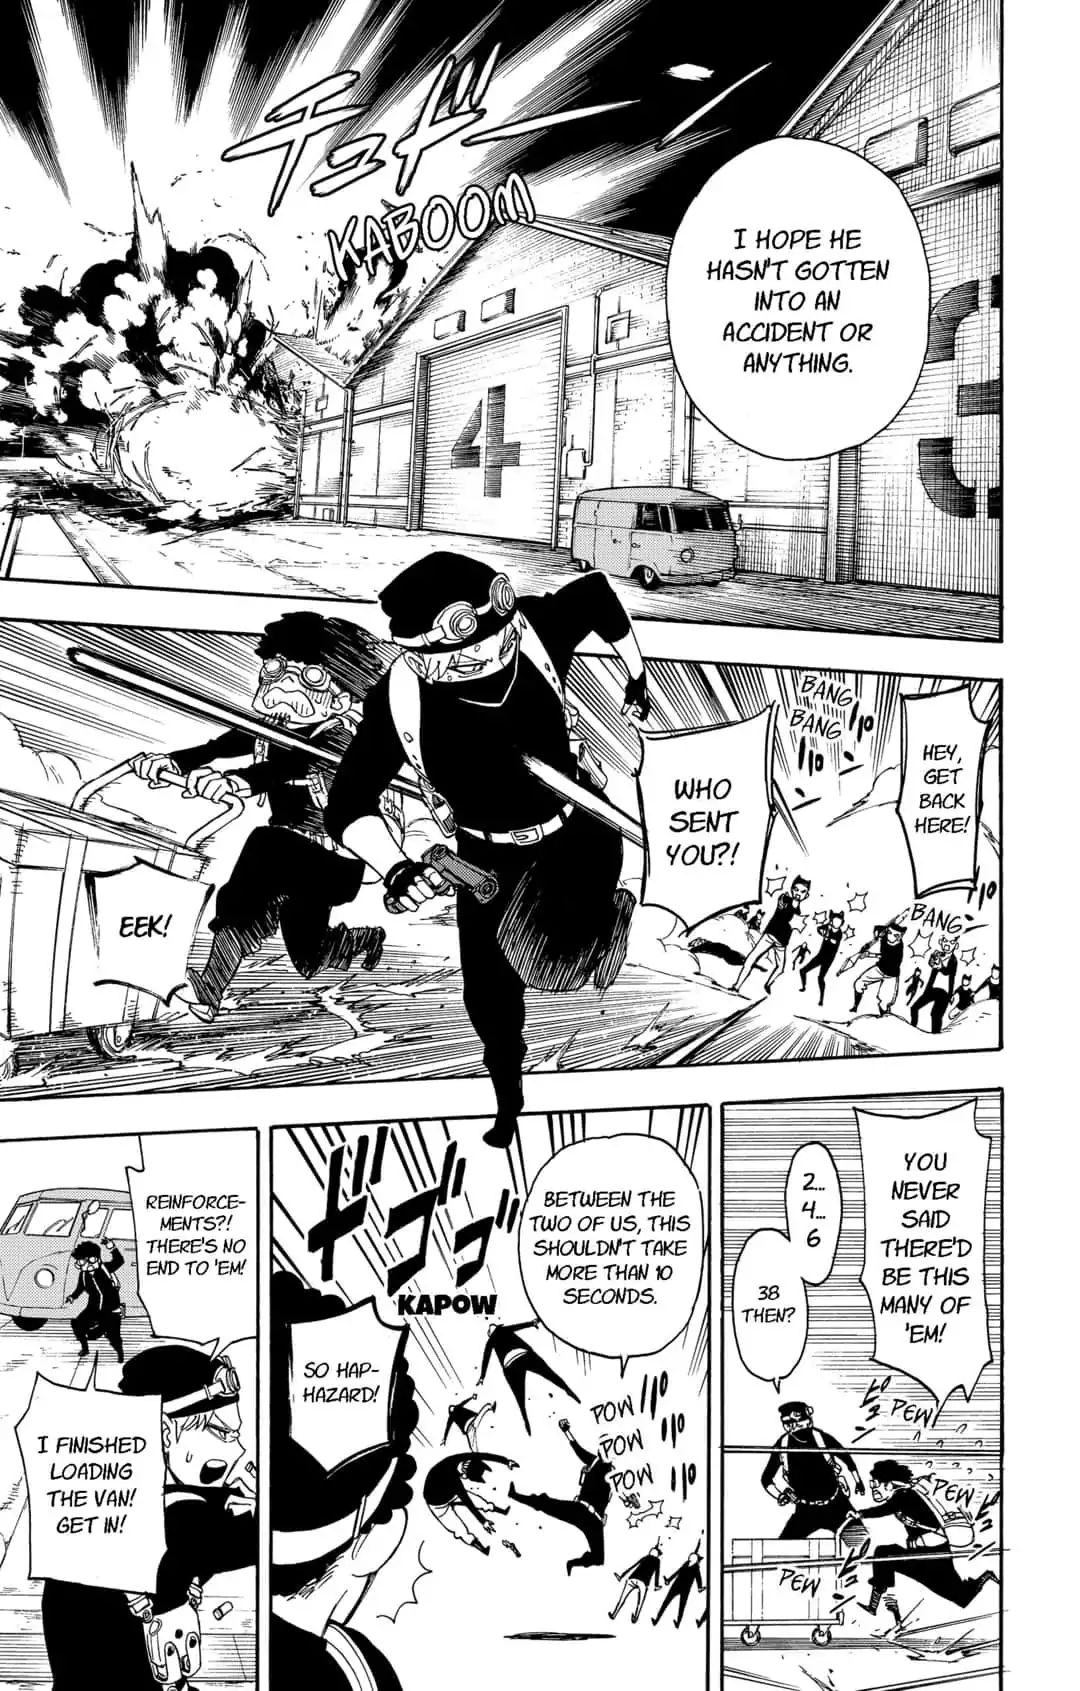 I HOPE HE
HASN'T GOTTEN
INTO AN
ACCIDENT OR
ANYTHING.
チュドー
KABOOM
4
3
HEY,
GET
BACK
HERE!
BANG
BANG
BANG
WHO
SENT
YOU?!
EEK!
YOU
NEVER
SAID
THERE'D
BE THIS
MANY OF
'EM!
2...
4...
6
38
THEN?
PEW
PEW
PEW
BETWEEN THE
TWO OF US, THIS
SHOULDN'T TAKE
MORE THAN 10
SECONDS.
POW
POW
POW
ドゴゴ
KAPOW
SO HAP-
HAZARD!
REINFORCE-
MENTS?!
THERE'S NO
END TO 'EM!
I FINISHED
LOADING
THE VAN!
GET IN!